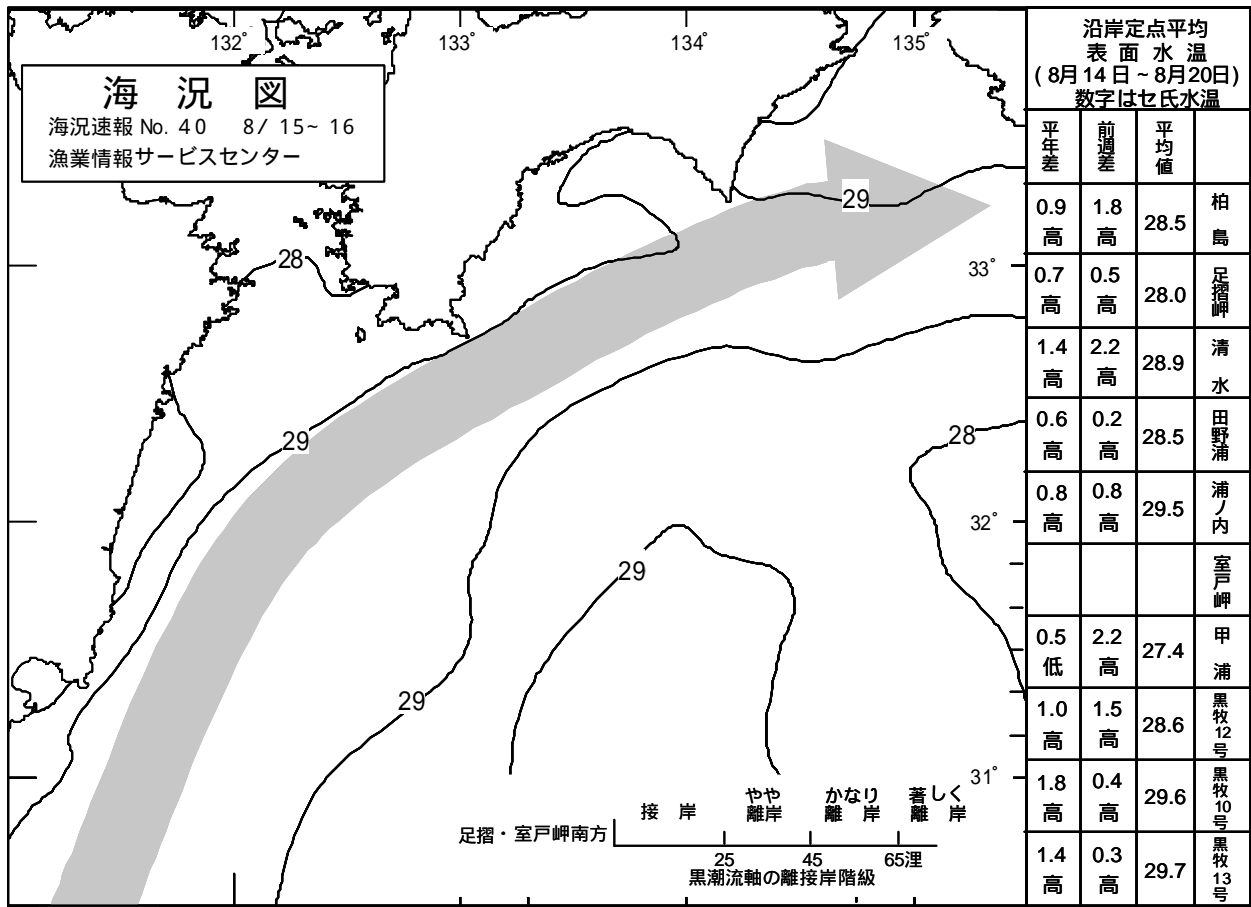 132°
133°
134°
135°
海 況 図
海況速報 No. 40 8/ 15~ 16
漁業情報サービスセンター
28
29
29
33°
29
28
32°
29
31°
接 岸
やや離岸
かなり離 岸
著しく離 岸
足摺・室戸岬南方
25 45 65浬
黒潮流軸の離接岸階級
沿岸定点平均
表 面 水 温
( 8月 14 日 ~ 8月20日)
数字はセ氏水温
平年差 前週差 平均値
0.9高 1.8高 28.5 柏島
0.7高 0.5高 28.0 足摺岬
1.4高 2.2高 28.9 清水
0.6高 0.2高 28.5 田野浦
0.8高 0.8高 29.5 浦ノ内
室戸岬
0.5低 2.2高 27.4 甲浦
1.0高 1.5高 28.6 黒牧12号
1.8高 0.4高 29.6 黒牧10号
1.4高 0.3高 29.7 黒牧13号